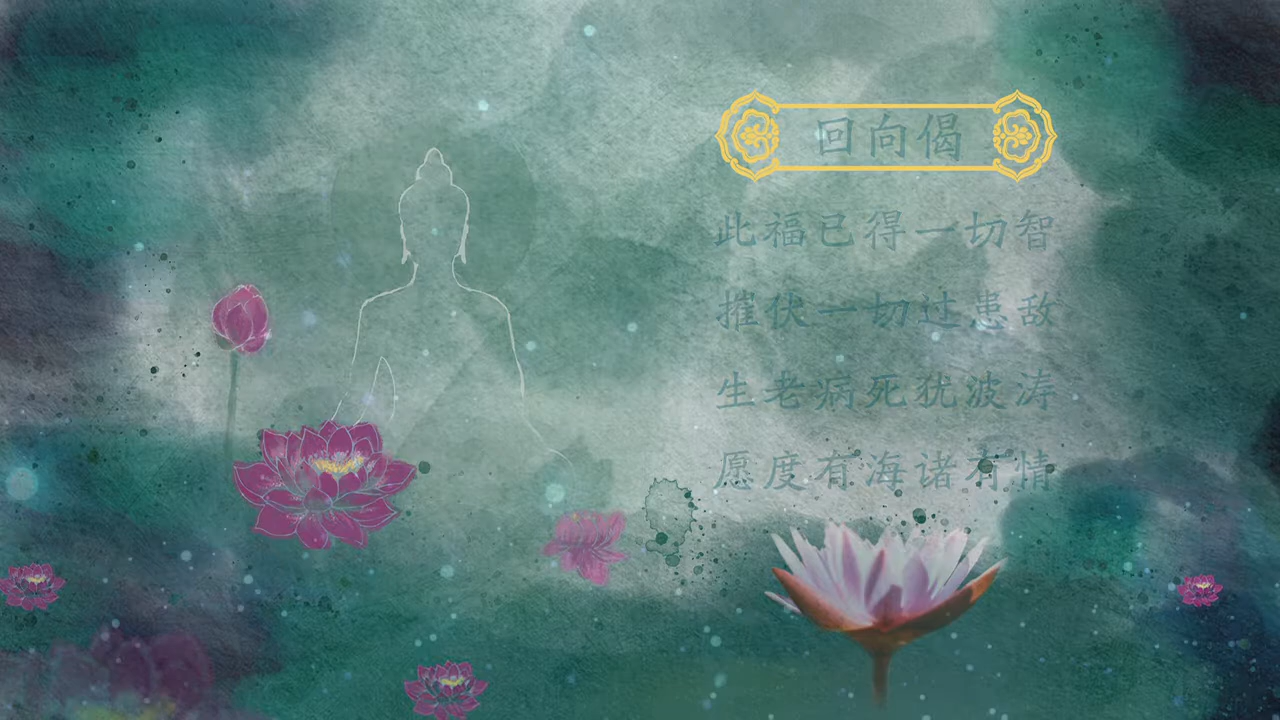 回向偈
此福已得一切智
摧伏一切过患敌
生老病死犹波涛
愿度有海诸有情